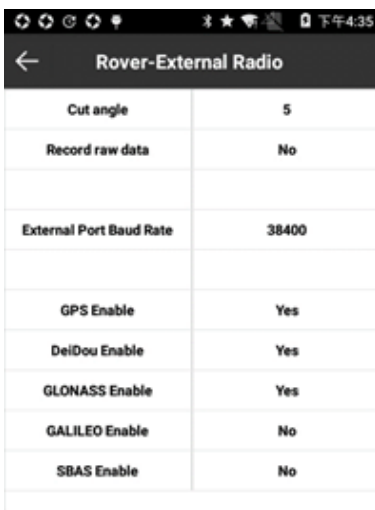 下午4:35
Rover-External Radio
Cut angle 5
Record raw data No
External Port Baud Rate 38400
GPS Enable Yes
DeiDou Enable Yes
GLONASS Enable Yes
GALILEO Enable No
SBAS Enable No